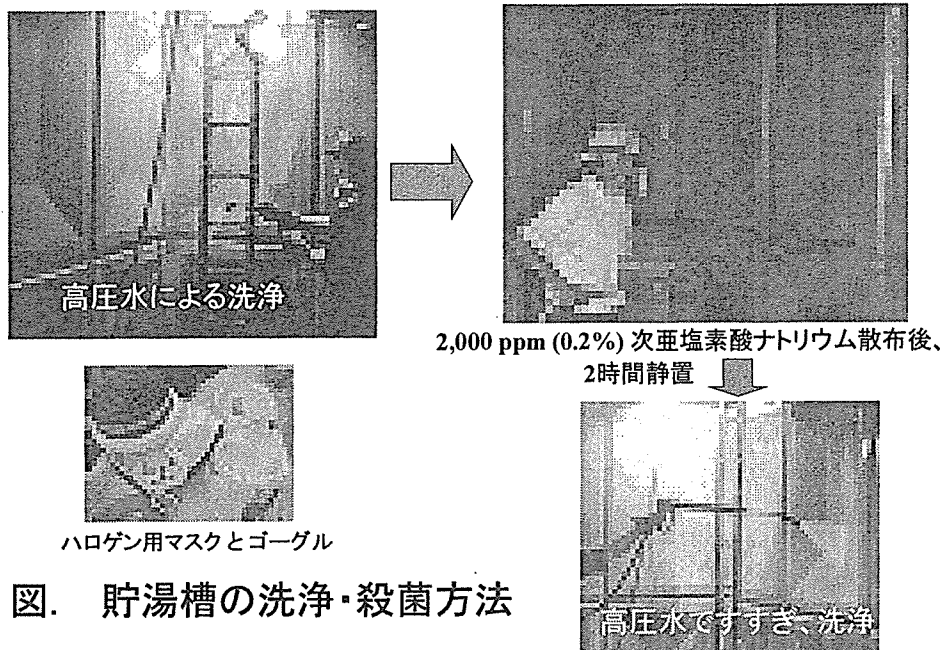 高圧水による洗浄
2,000 ppm (0.2%) 次亜塩素酸ナトリウム散布後、
2時間静置
ハロゲン用マスクとゴーグル
高圧水ですすぎ、洗浄
図. 貯湯槽の洗浄・殺菌方法